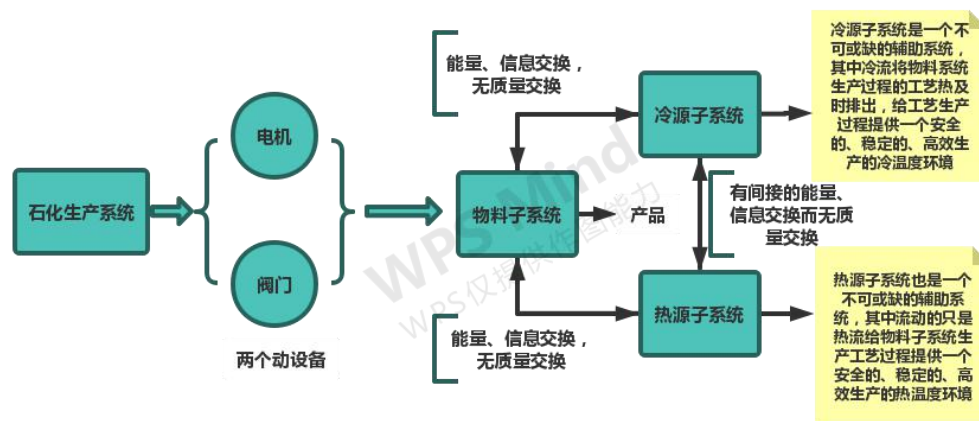 能量、信息交换，
无质量交换
冷源子系统是一个不
可或缺的辅助系统，
其中冷流将物料系统
生产过程的工艺热及
时排出，给工艺生产
过程提供一个安全
的、稳定的、高效生
产的冷温度环境
电机
冷源子系统
石化生产系统
物料子系统
产品
有间接的能量、
信息交换而无质
量交换
阀门
热源子系统
两个动设备
能量、信息交换，
无质量交换
热源子系统也是一个
不可或缺的辅助系
统，其中流动的只是
热流给物料子系统生
产工艺过程提供一个
安全的、稳定的、高
效生产的热温度环境
WPS Mind
WPS仅提供作图能力